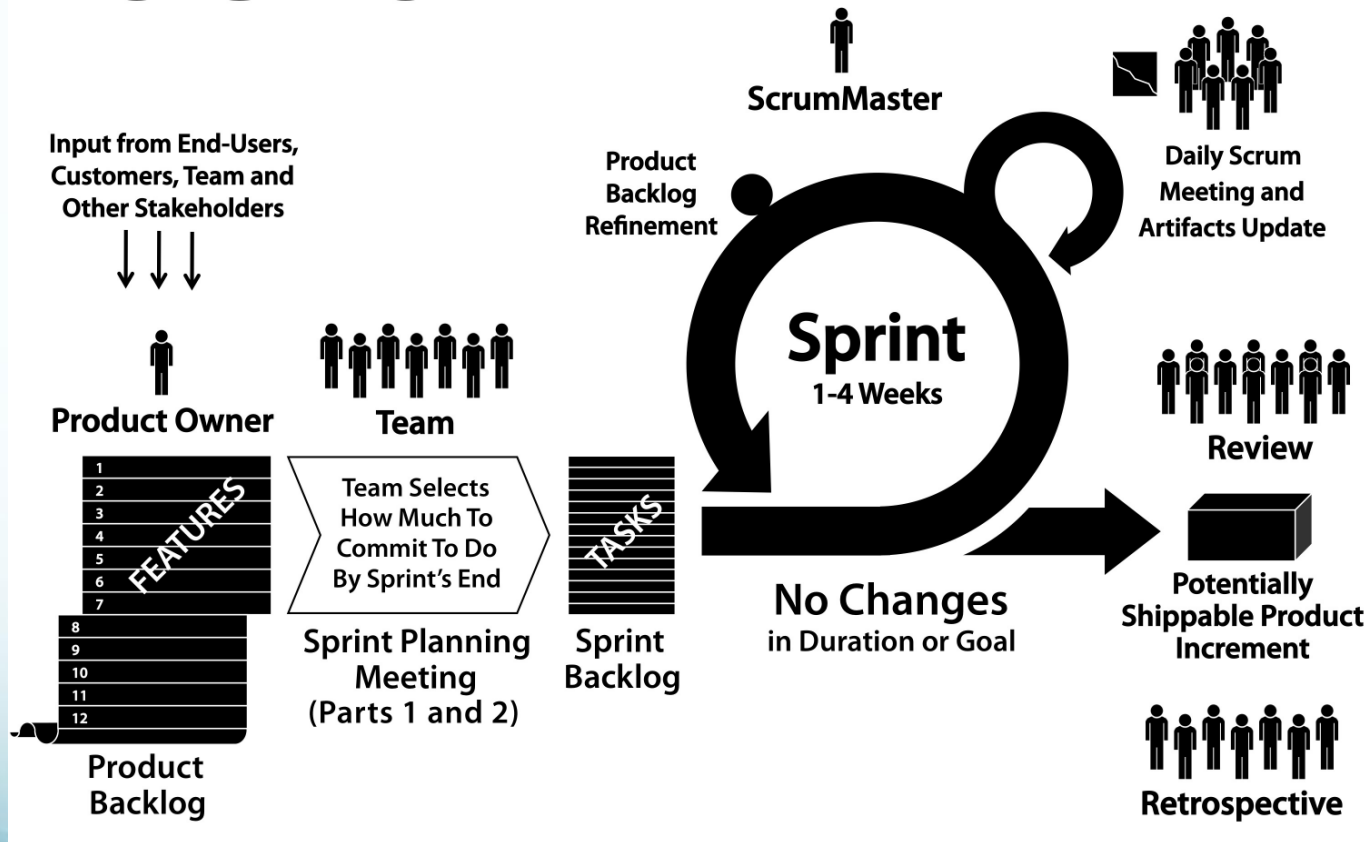 Input from End-Users,
Customers, Team and
Other Stakeholders
Product Owner
1
2
3
4
5
6
7
FEATURES
8
9
10
11
12
Product
Backlog
Team
Team Selects
How Much To
Commit To Do
By Sprint's End
Sprint Planning
Meeting
(Parts 1 and 2)
TASKS
Sprint
Backlog
ScrumMaster
Product
Backlog
Refinement
Sprint
1-4 Weeks
No Changes
in Duration or Goal
Daily Scrum
Meeting and
Artifacts Update
Review
Potentially
Shippable Product
Increment
Retrospective